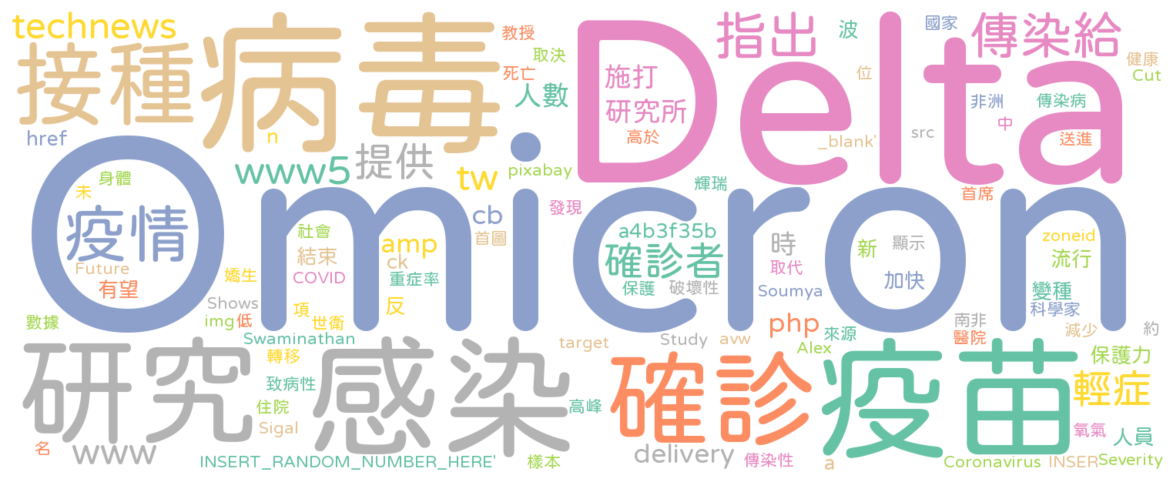 technews
接種
病毒
教授
取決
死亡
人數
Delta
指出
波
國家
傳染給
健康
Cut
施打
研究所
高於
位
非洲
傳染病
中
送進
href
n
www5
提供
tw
pixabay
_blank'
src
輝瑞
首席
未
身體
Omicron
疫情
cb
首圖
發現
a4b3f35b
確診者
保護
破壞性
時
取代
Soumya
新
顯示
加快
zoneid
流行
變種
科學家
Future
有望
嬌生
社會
結束
COVID
amp
ck
重症率
反
Shows
img
低
項
世衛
數據
Swaminathan
轉移
target
Study
avw
php
來源
Alex
南非
醫院
減少
約
研究
感染
致病性
住院
Sigal
高峰
確診
疫苗
保護力
輕症
氧氣
人員
名
www
INSERT_RANDOM_NUMBER_HERE'
樣本
delivery
傳染性
a
Coronavirus
INSER
Severity